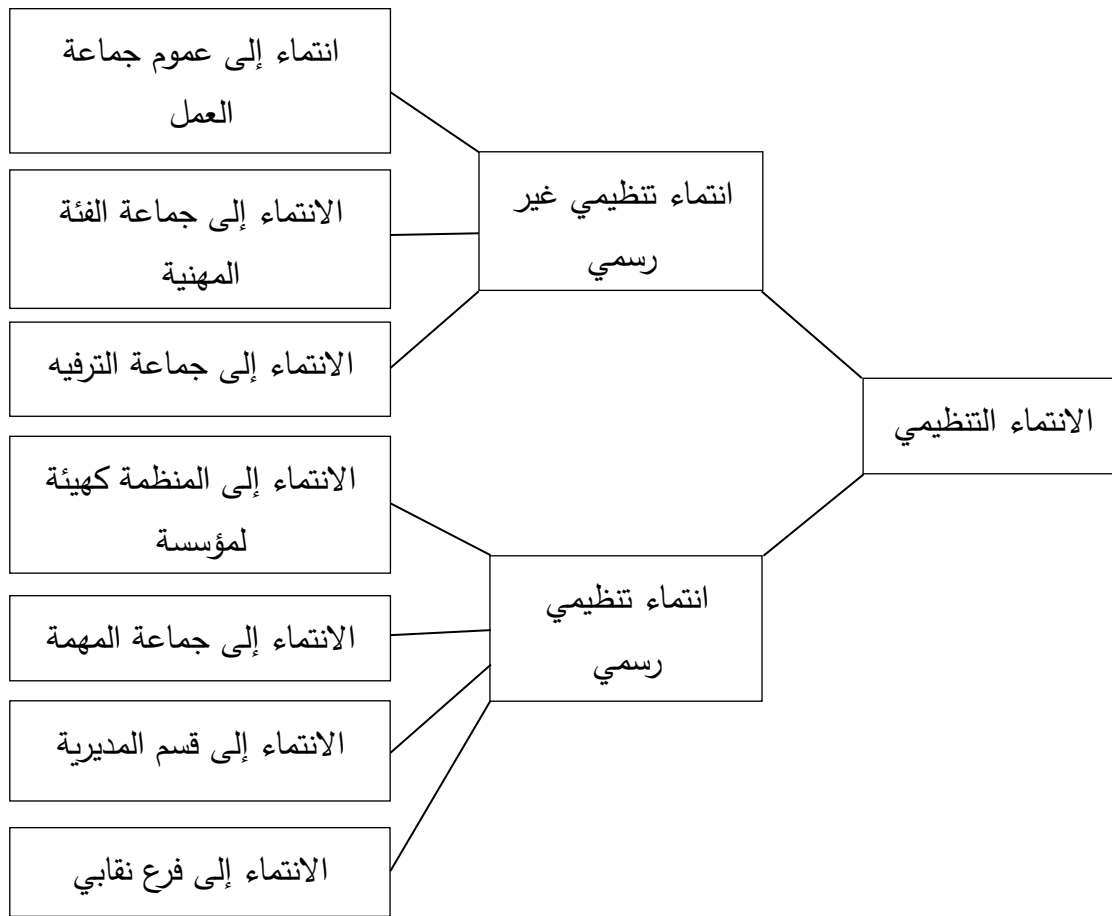 الانتماء التنظيمي
انتماء تنظيمي غير
رسمي
انتماء إلى عموم جماعة
العمل
الانتماء إلى جماعة الفئة
المهنية
الانتماء إلى جماعة الترفيه
انتماء تنظيمي
رسمي
الانتماء إلى المنظمة كهيئة
لمؤسسة
الانتماء إلى جماعة المهمة
الانتماء إلى قسم المديرية
الانتماء إلى فرع نقابي